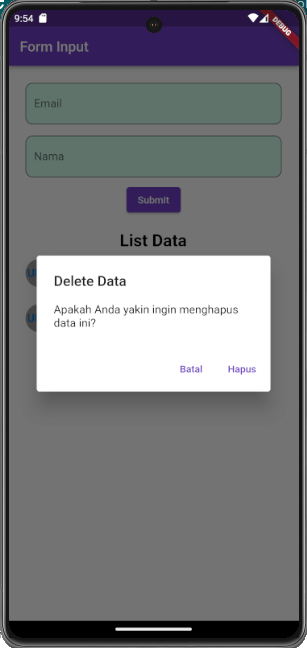 9:54
DEBUG
Form Input
Email
Nama
Submit
List Data
Delete Data
Apakah Anda yakin ingin menghapus
data ini?
Batal
Hapus